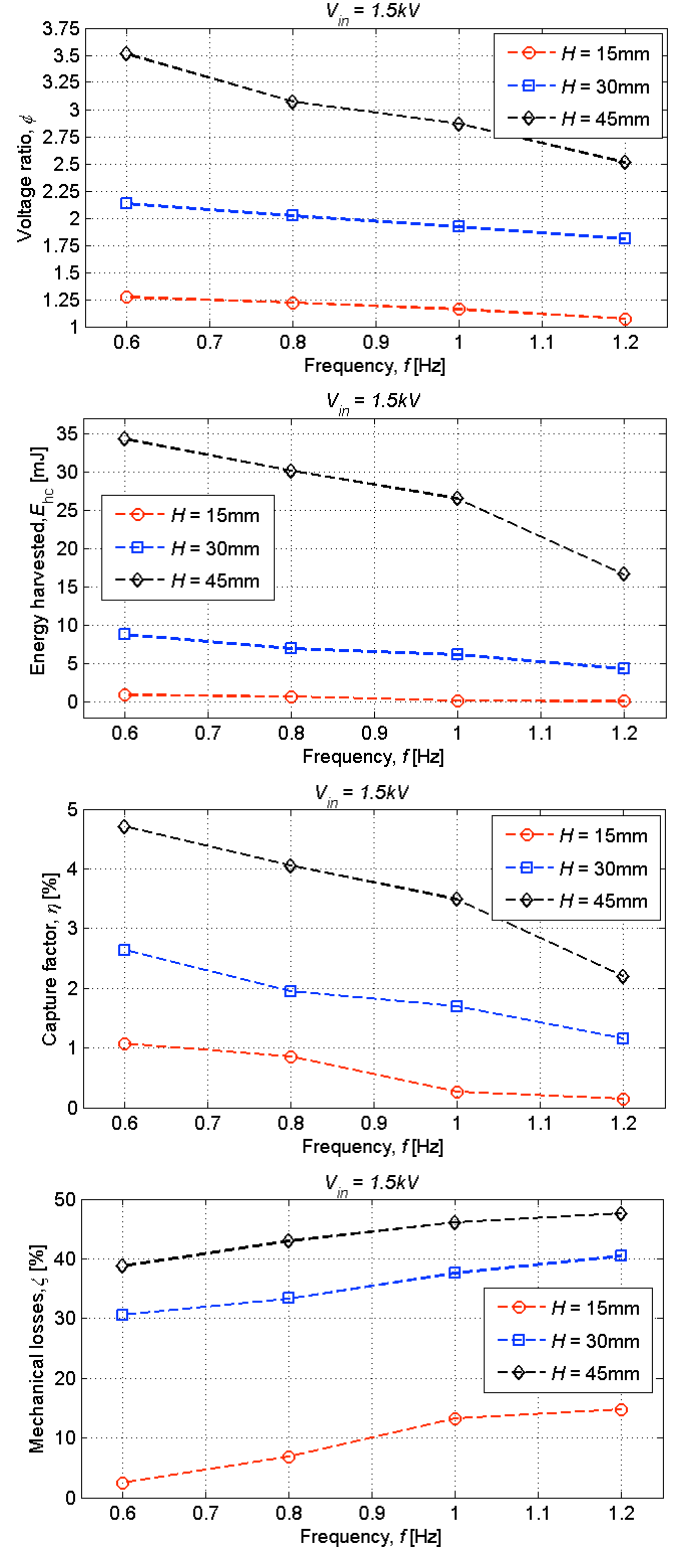 V_in = 1.5kV
3.75
3.5
3.25
3
2.75
2.5
2.25
2
1.75
1.5
1.25
1
Voltage ratio, ϕ
H = 15mm
H = 30mm
H = 45mm
0.6 0.7 0.8 0.9 1 1.1 1.2
Frequency, f [Hz]
V_in = 1.5kV
35
30
25
20
15
10
5
0
Energy harvested, E_hc [mJ]
H = 15mm
H = 30mm
H = 45mm
0.6 0.7 0.8 0.9 1 1.1 1.2
Frequency, f [Hz]
V_in = 1.5kV
5
4
3
2
1
0
Capture factor, η [%]
H = 15mm
H = 30mm
H = 45mm
0.6 0.7 0.8 0.9 1 1.1 1.2
Frequency, f [Hz]
V_in = 1.5kV
50
40
30
20
10
0
Mechanical losses, ζ [%]
H = 15mm
H = 30mm
H = 45mm
0.6 0.7 0.8 0.9 1 1.1 1.2
Frequency, f [Hz]